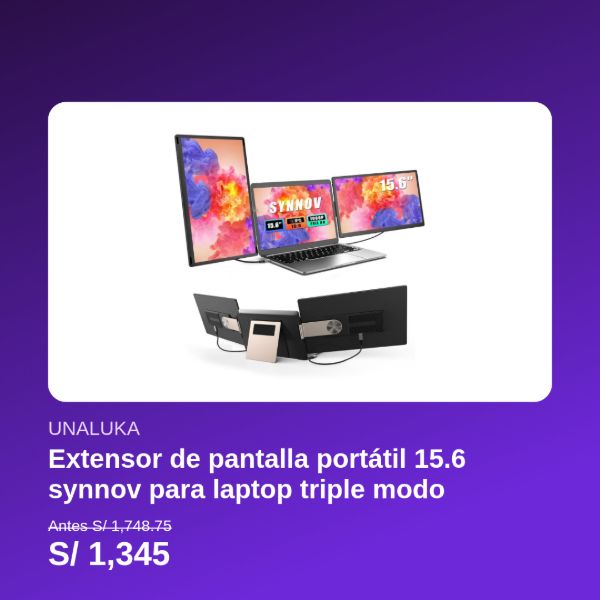 15.6"
SYNNOV
15.6"
IPS
1080P
UNALUKA
Extensor de pantalla portátil 15.6
synnov para laptop triple modo
Antes S/ 1,748.75
S/ 1,345